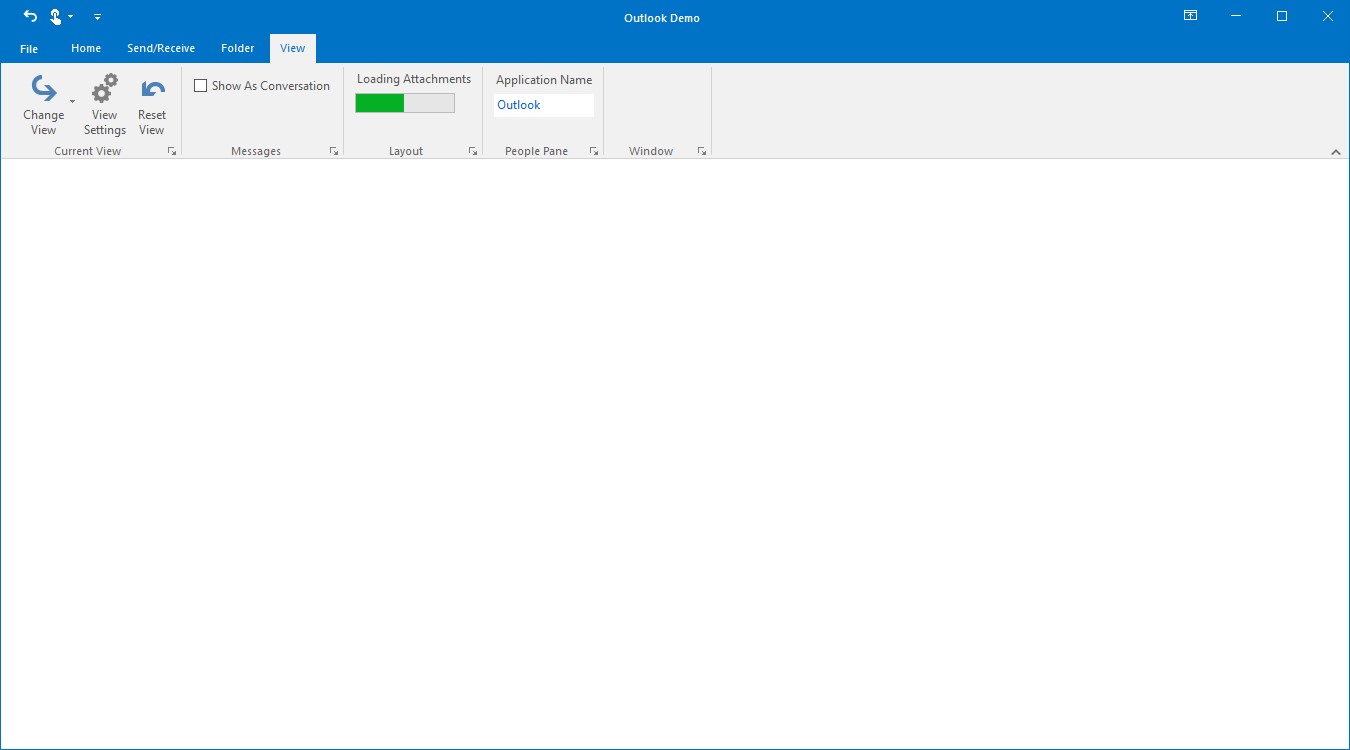 Outlook Demo
File Home Send/Receive Folder View
Change View
View Settings
Reset View
Current View
Show As Conversation
Messages
Loading Attachments
Layout
Application Name
Outlook
People Pane
Window